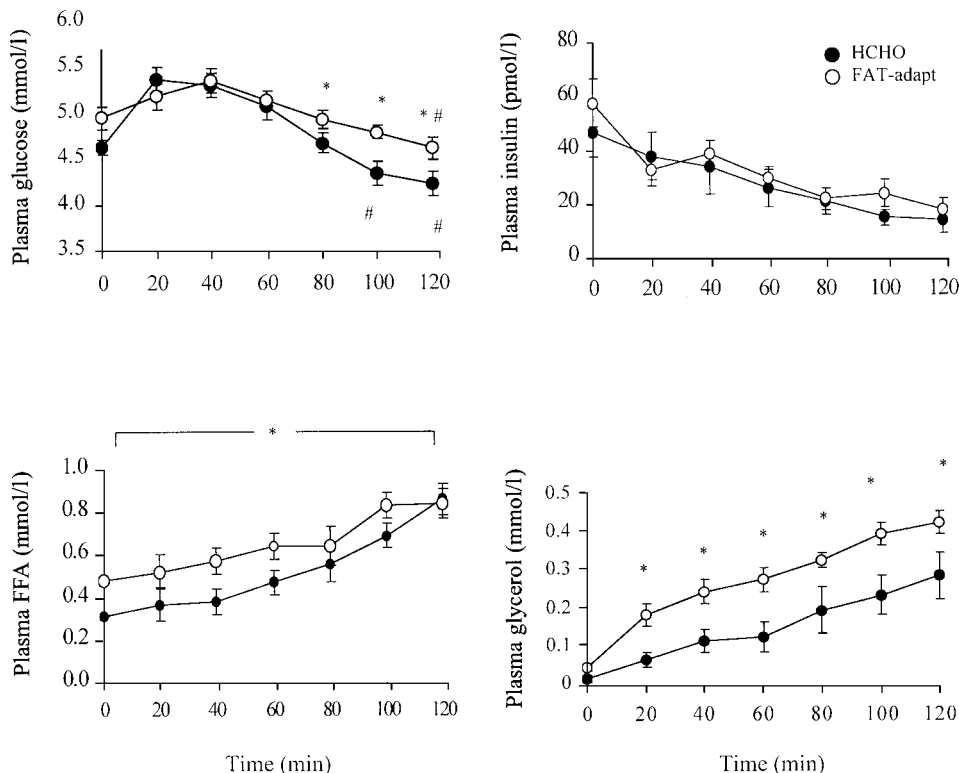 Plasma glucose (mmol/l)
6.0
5.5
5.0
4.5
4.0
3.5
* * * #
# #
0 20 40 60 80 100 120
Plasma insulin (pmol/l)
80
60
40
20
0
HCHO
FAT-adapt
0 20 40 60 80 100 120
Plasma FFA (mmol/l)
*
1.0
0.8
0.6
0.4
0.2
0.0
0 20 40 60 80 100 120
Time (min)
Plasma glycerol (mmol/l)
0.5
0.4
0.3
0.2
0.1
0
* * * * * *
0 20 40 60 80 100 120
Time (min)